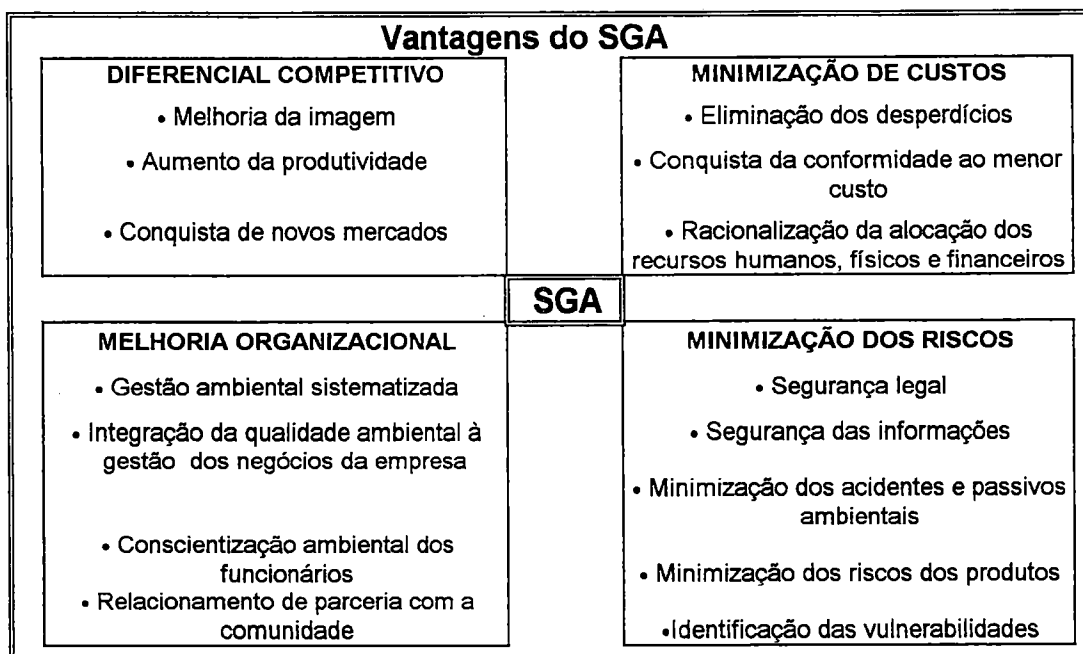 Vantagens do SGA
DIFERENCIAL COMPETITIVO
• Melhoria da imagem
• Aumento da produtividade
• Conquista de novos mercados
MINIMIZAÇÃO DE CUSTOS
• Eliminação dos desperdícios
• Conquista da conformidade ao menor
custo
• Racionalização da alocação dos
recursos humanos, físicos e financeiros
SGA
MELHORIA ORGANIZACIONAL
• Gestão ambiental sistematizada
• Integração da qualidade ambiental à
gestão dos negócios da empresa
• Conscientização ambiental dos
funcionários
• Relacionamento de parceria com a
comunidade
MINIMIZAÇÃO DOS RISCOS
• Segurança legal
• Segurança das informações
• Minimização dos acidentes e passivos
ambientais
• Minimização dos riscos dos produtos
•Identificação das vulnerabilidades